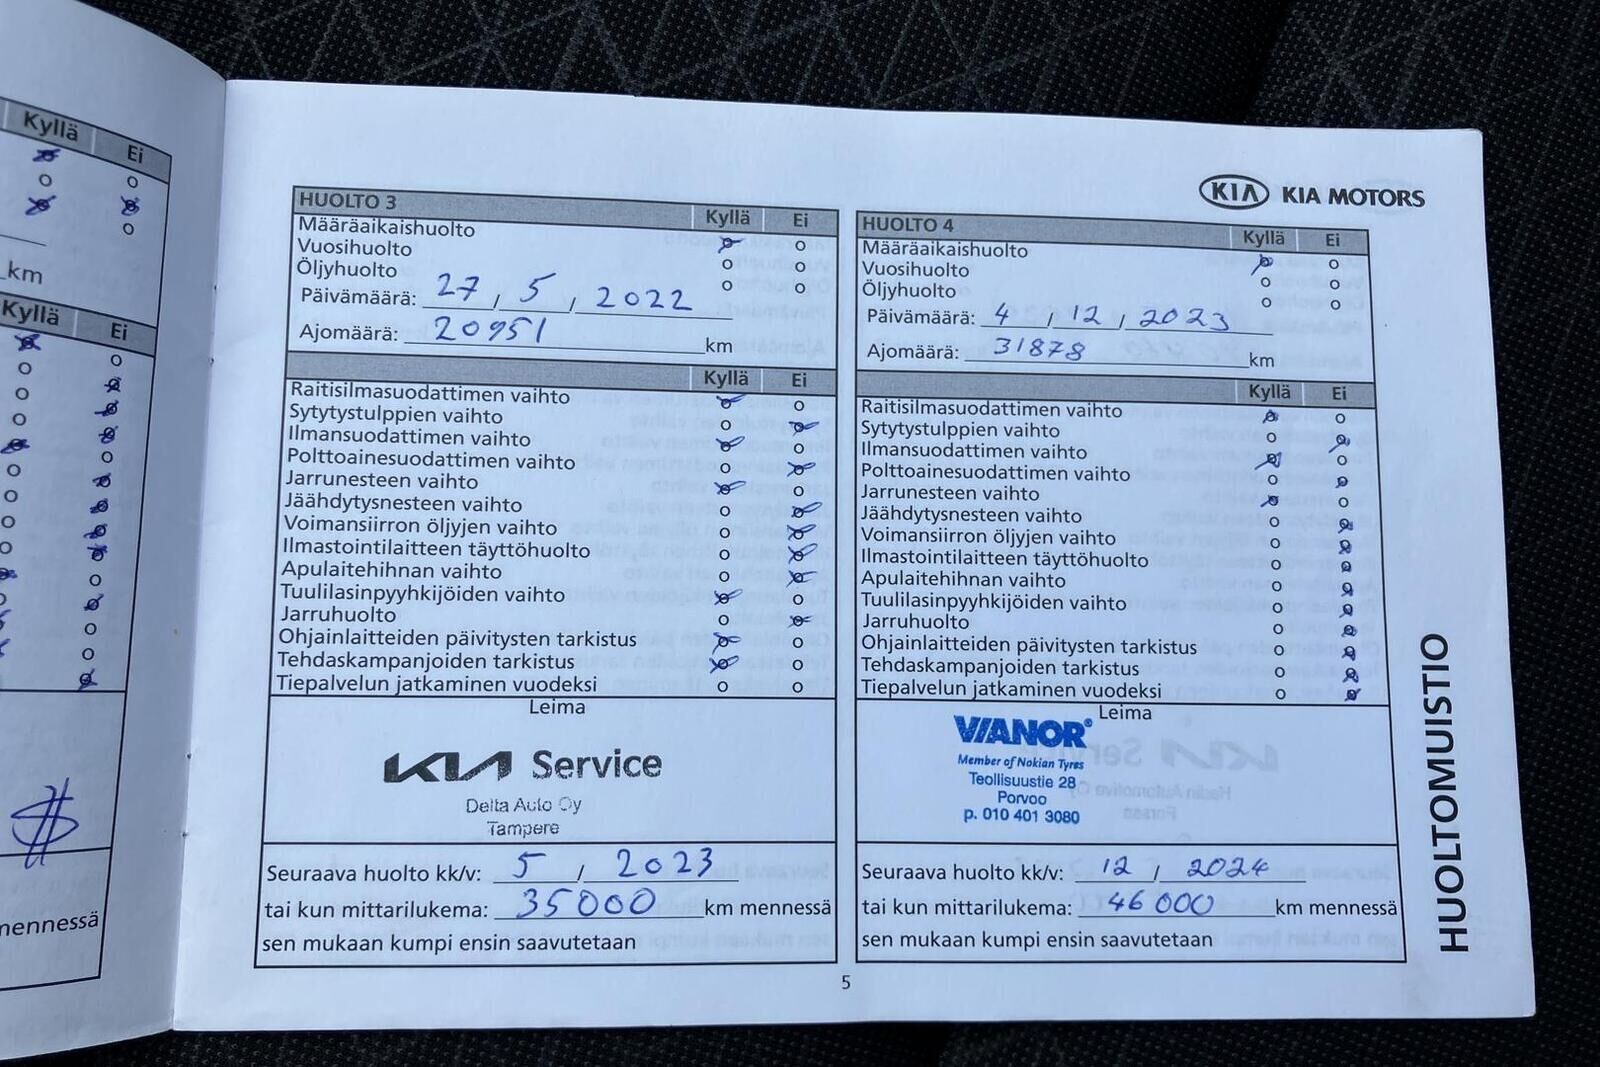 Kyllä
Ei
km
Kyllä
Ei
mennessä
KIA KIA MOTORS
HUOLTO 3 Kyllä Ei
Määräaikaishuolto
Vuosihuolto
Öljyhuolto
Päivämäärä: 27 / 5 / 2022
Ajomäärä: 20951 km
Kyllä Ei
Raitisilmasuodattimen vaihto
Sytytystulppien vaihto
Ilmansuodattimen vaihto
Polttoainesuodattimen vaihto
Jarrunesteen vaihto
Jäähdytysnesteen vaihto
Voimansiirron öljyjen vaihto
Ilmastointilaitteen täyttöhuolto
Apulaitehihnan vaihto
Tuulilasinpyyhkijöiden vaihto
Jarruhuolto
Ohjainlaitteiden päivitysten tarkistus
Tehdaskampanjoiden tarkistus
Tiepalvelun jatkaminen vuodeksi
Leima
KIA Service
Delta Auto Oy
Tampere
Seuraava huolto kk/v: 5 / 2023
tai kun mittarilukema: 35000 km mennessä
sen mukaan kumpi ensin saavutetaan
HUOLTO 4 Kyllä Ei
Määräaikaishuolto
Vuosihuolto
Öljyhuolto
Päivämäärä: 4 / 12 / 2023
Ajomäärä: 31878 km
Kyllä Ei
Raitisilmasuodattimen vaihto
Sytytystulppien vaihto
Ilmansuodattimen vaihto
Polttoainesuodattimen vaihto
Jarrunesteen vaihto
Jäähdytysnesteen vaihto
Voimansiirron öljyjen vaihto
Ilmastointilaitteen täyttöhuolto
Apulaitehihnan vaihto
Tuulilasinpyyhkijöiden vaihto
Jarruhuolto
Ohjainlaitteiden päivitysten tarkistus
Tehdaskampanjoiden tarkistus
Tiepalvelun jatkaminen vuodeksi
Leima
VIANOR®
Member of Nokian Tyres
Teollisuustie 28
Porvoo
p. 010 401 3080
Seuraava huolto kk/v: 12 / 2024
tai kun mittarilukema: 46000 km mennessä
sen mukaan kumpi ensin saavutetaan
HUOLTOMUISTIO
5